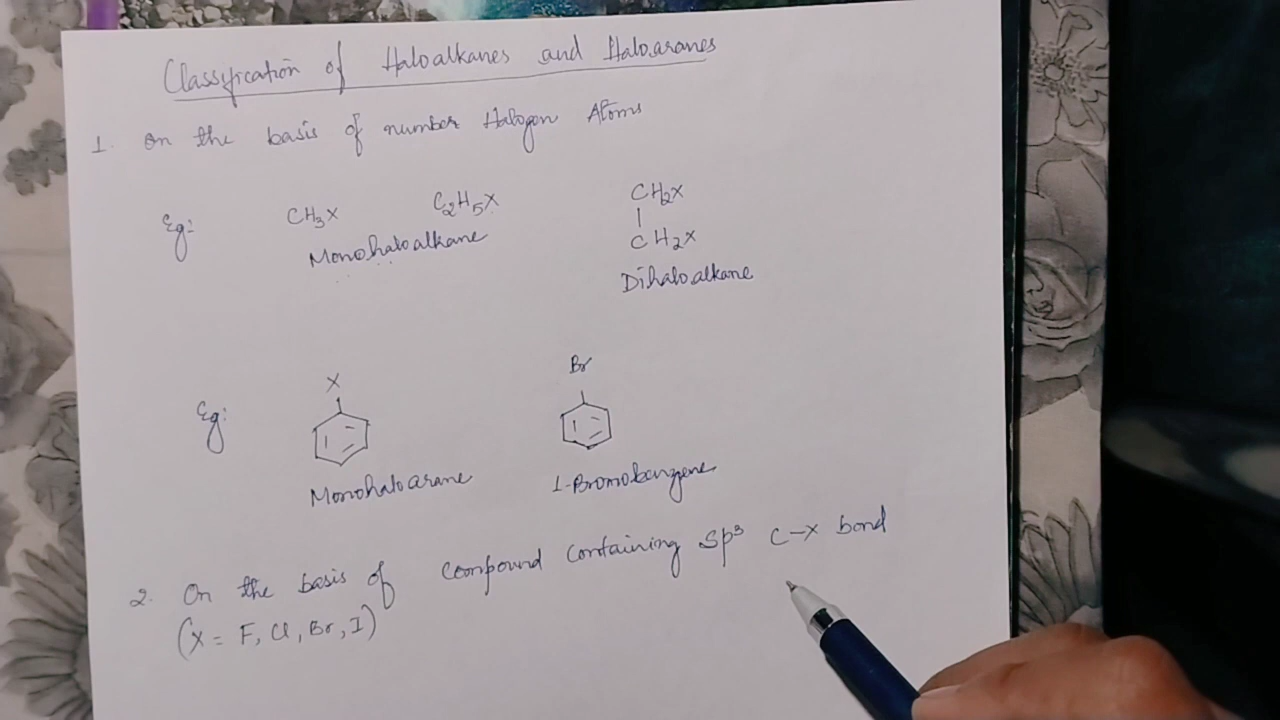 Classification of Haloalkanes and Haloarenes
1. On the basis of number Halogen Atoms
Eg: CH3X C2H5X CH2X
|
CH2X
Monohaloalkane Dihaloalkane
Eg: X Br
Monohaloarene 1-Bromobenzene
2. On the basis of compound containing Sp³ C-X bond
(X = F, Cl, Br, I)